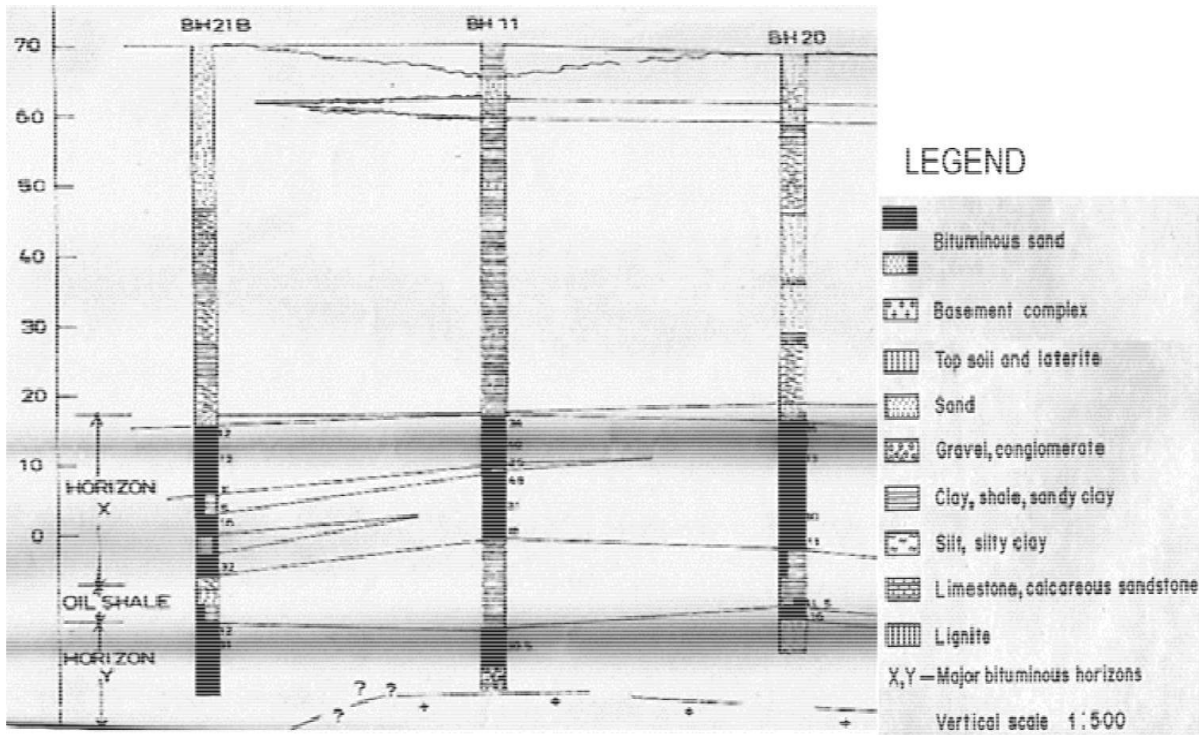 BH21B
BH 11
BH20
70
60
50
40
30
20
10
0
HORIZON
X
OIL SHALE
HORIZON
Y
? ?
?
LEGEND
Bituminous sand
Basement complex
Top soil and laterite
Sand
Gravel, conglomerate
Clay, shale, sandy clay
Silt, silty clay
Limestone, calcareous sandstone
Lignite
X,Y—Major bituminous horizons
Vertical scale 1:500